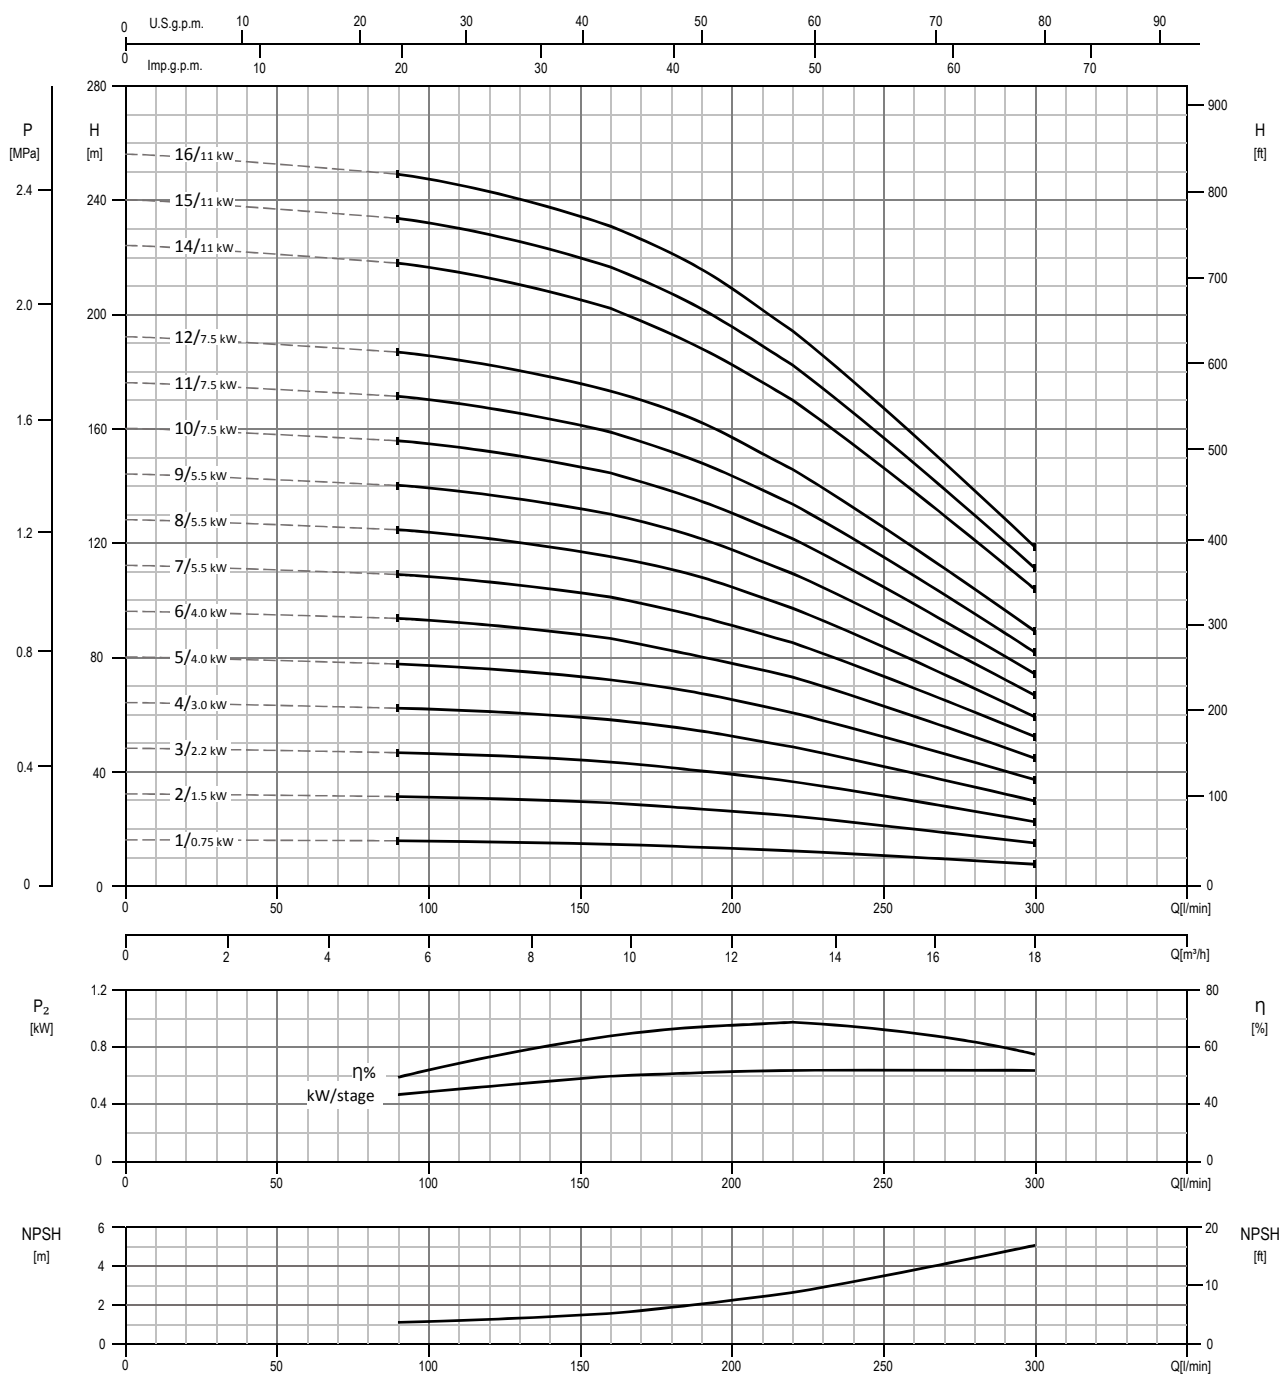 0 U.S.g.p.m. 10 20 30 40 50 60 70 80 90
0 Imp.g.p.m. 10 20 30 40 50 60 70
P
[MPa]
H
[m]
H
[ft]
280
240
200
160
120
80
40
0
2.4
2.0
1.6
1.2
0.8
0.4
0
900
800
700
600
500
400
300
200
100
0
16/11 kW
15/11 kW
14/11 kW
12/7.5 kW
11/7.5 kW
10/7.5 kW
9/5.5 kW
8/5.5 kW
7/5.5 kW
6/4.0 kW
5/4.0 kW
4/3.0 kW
3/2.2 kW
2/1.5 kW
1/0.75 kW
0 50 100 150 200 250 300 Q[l/min]
0 2 4 6 8 10 12 14 16 18 Q[m³/h]
P₂
[kW]
1.2
0.8
0.4
0
η%
kW/stage
80
60
40
0
η
[%]
0 50 100 150 200 250 300 Q[l/min]
NPSH
[m]
6
4
2
0
20
10
0
NPSH
[ft]
0 50 100 150 200 250 300 Q[l/min]